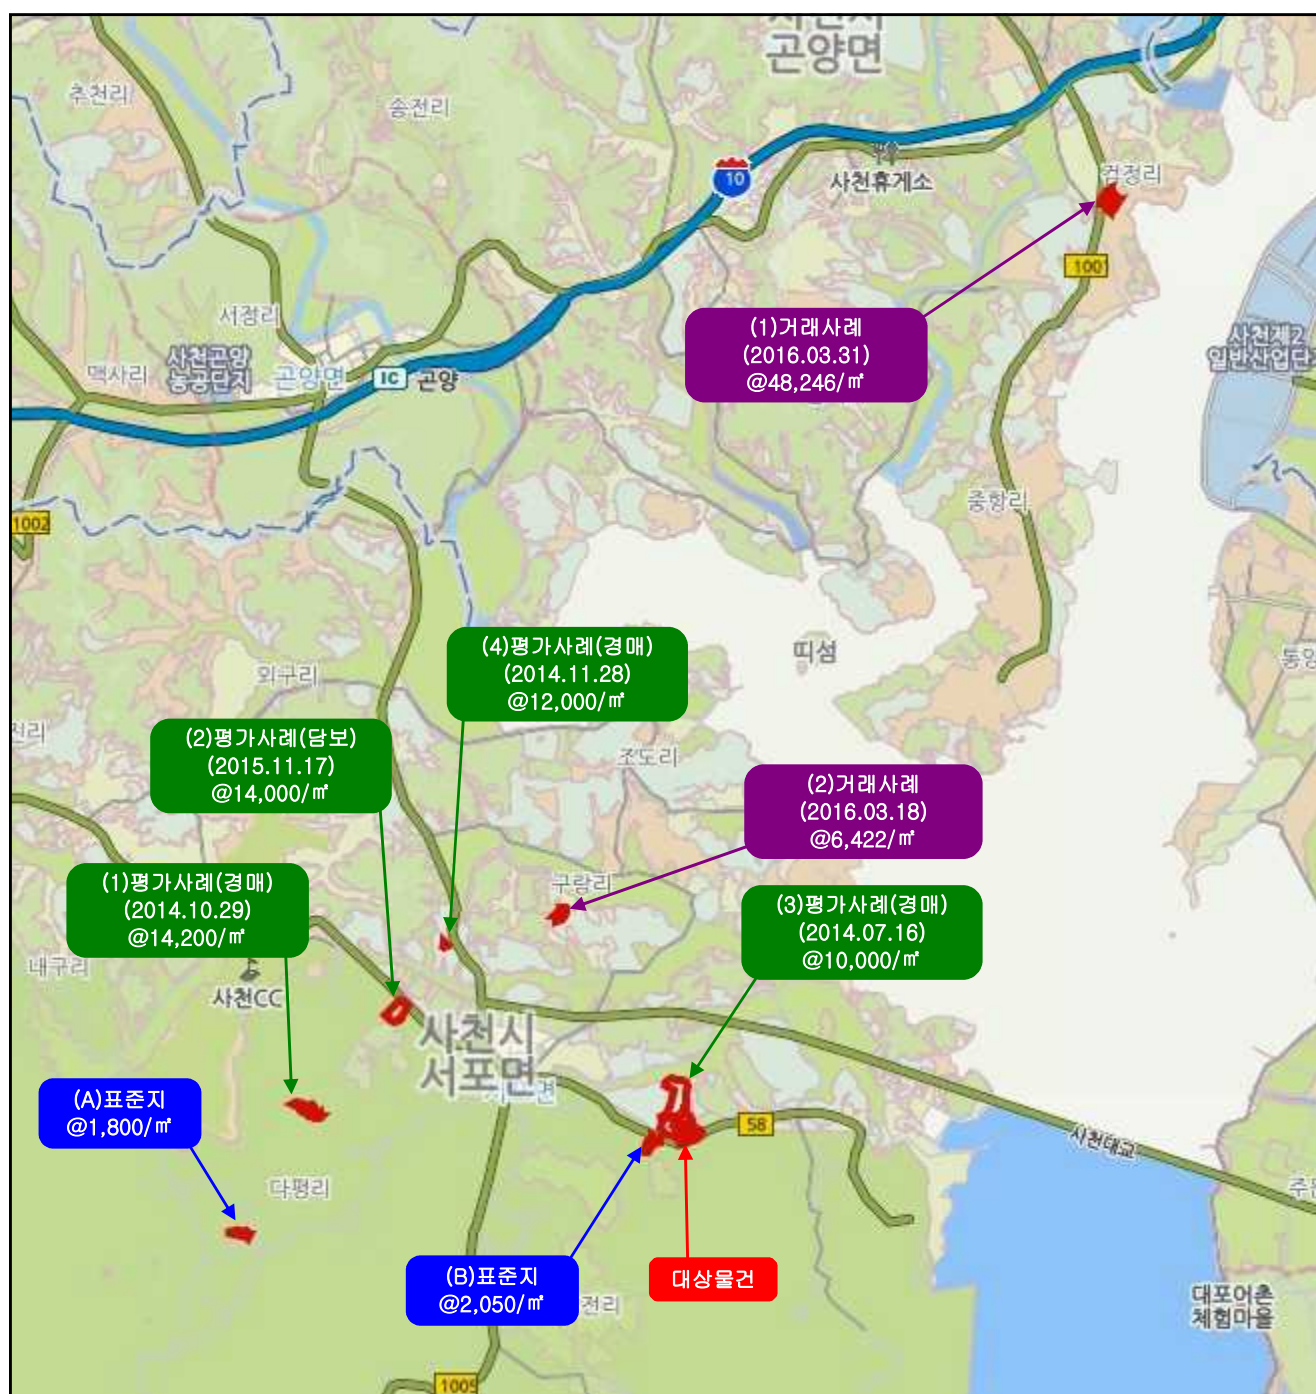 곤양면
추천리
송전리
10
사천휴게소
검정리
1001
(1)거래사례
(2016.03.31)
@48,246/㎡
서정리
사천곤양
농공단지
맥사리
곤양면
IC
곤양
사천제2
일반산업단
1002
중항리
(4)평가사례(경매)
(2014.11.28)
@12,000/㎡
띠섬
통양
외구리
진리
(2)평가사례(담보)
(2015.11.17)
@14,000/㎡
조도리
(2)거래사례
(2016.03.18)
@6,422/㎡
(1)평가사례(경매)
(2014.10.29)
@14,200/㎡
구랑리
(3)평가사례(경매)
(2014.07.16)
@10,000/㎡
내구리
사천CC
사천시
서포면
(A)표준지
@1,800/㎡
58
사천대교
다평리
(B)표준지
@2,050/㎡
대상물건
전리
대포어촌
체험마을
1005